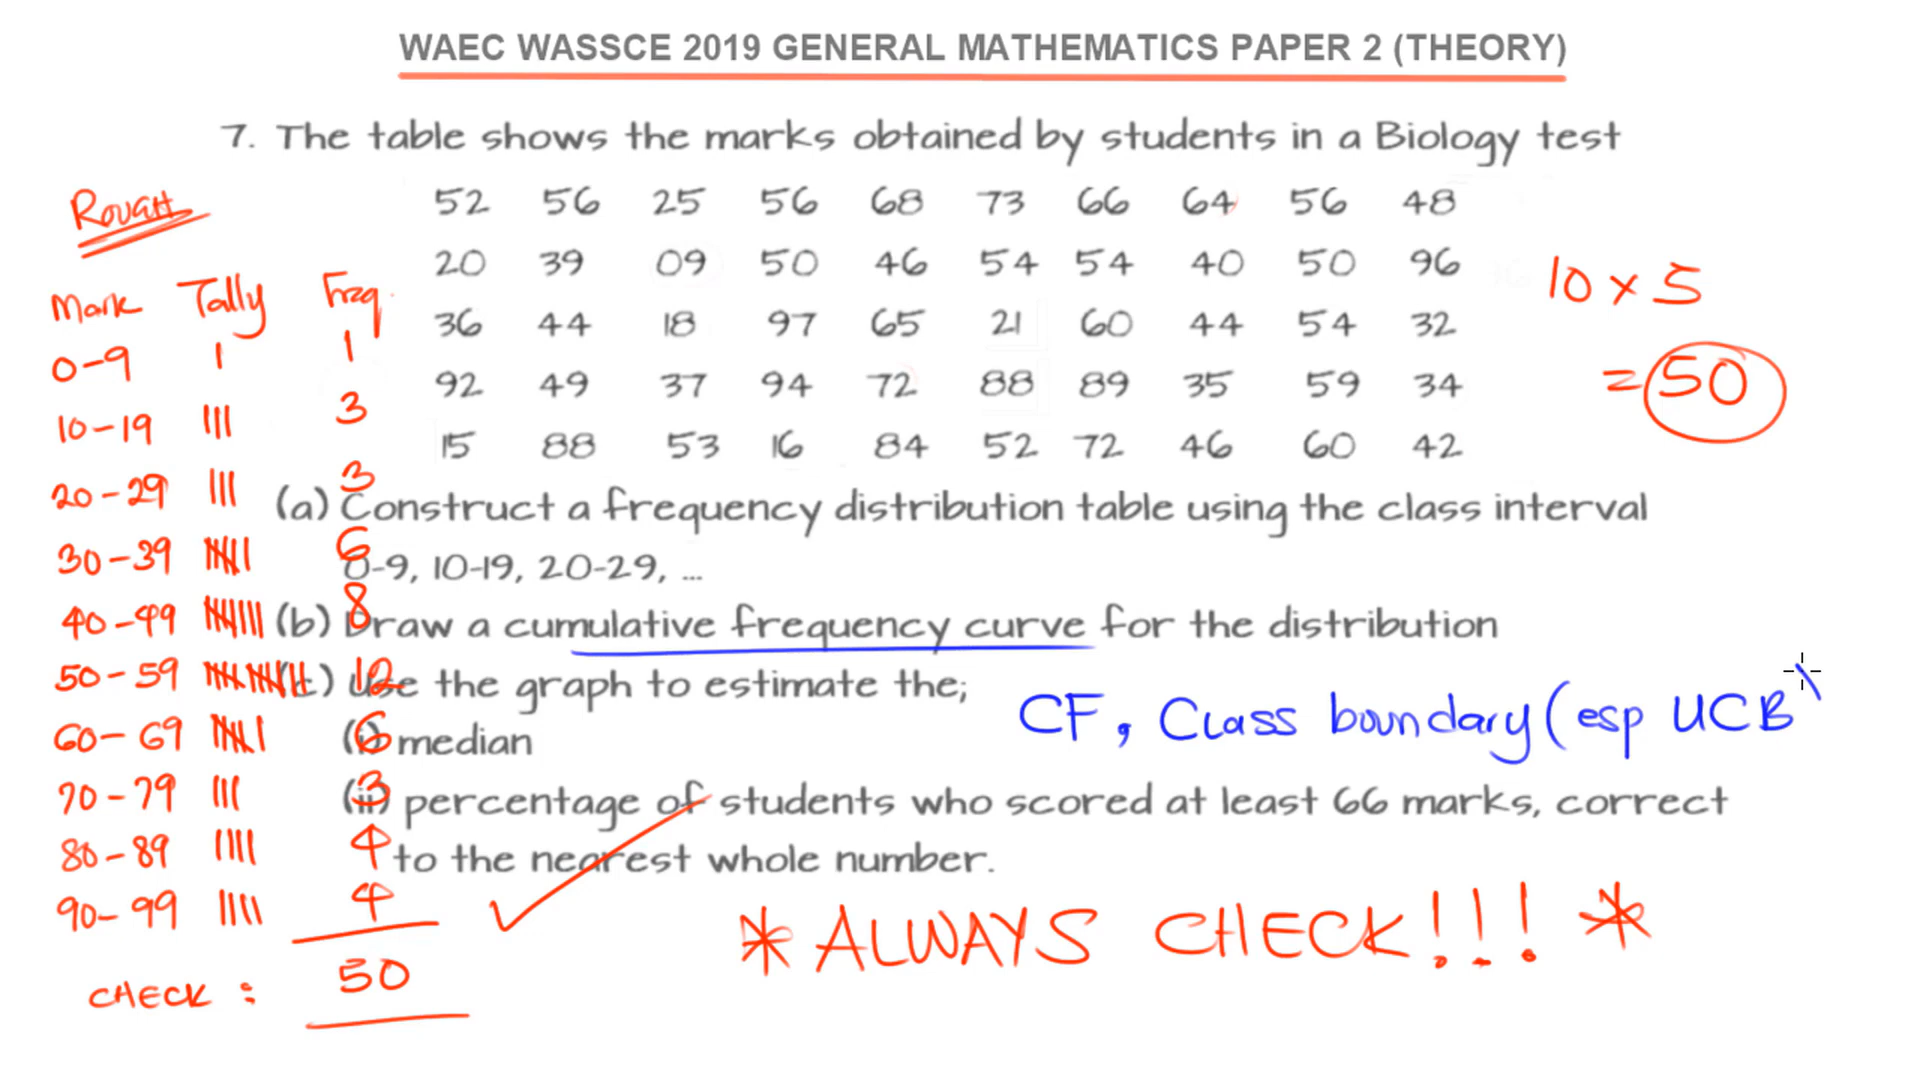 WAEC WASSCE 2019 GENERAL MATHEMATICS PAPER 2 (THEORY)
7. The table shows the marks obtained by students in a Biology test
52 56 25 56 68 73 66 64 56 48
20 39 09 50 46 54 54 40 50 96
36 44 18 97 65 21 60 44 54 32
92 49 37 94 72 88 89 35 59 34
15 88 53 16 84 52 72 46 60 42
(a) Construct a frequency distribution table using the class interval
0-9, 10-19, 20-29, ...
(b) Draw a cumulative frequency curve for the distribution
(c) Use the graph to estimate the;
(i) median
(ii) percentage of students who scored at least 66 marks, correct
to the nearest whole number.
ROUGH
Mark Tally Freq.
0-9 | 1
10-19 ||| 3
20-29 ||| 3
30-39 |||| | 6
40-49 |||| ||| 8
50-59 |||| |||| || 12
60-69 |||| | 6
70-79 ||| 3
80-89 |||| 4
90-99 |||| 4
CHECK: 50
10 x 5
= 50
CF, Class boundary (esp UCB)
* ALWAYS CHECK!!! *